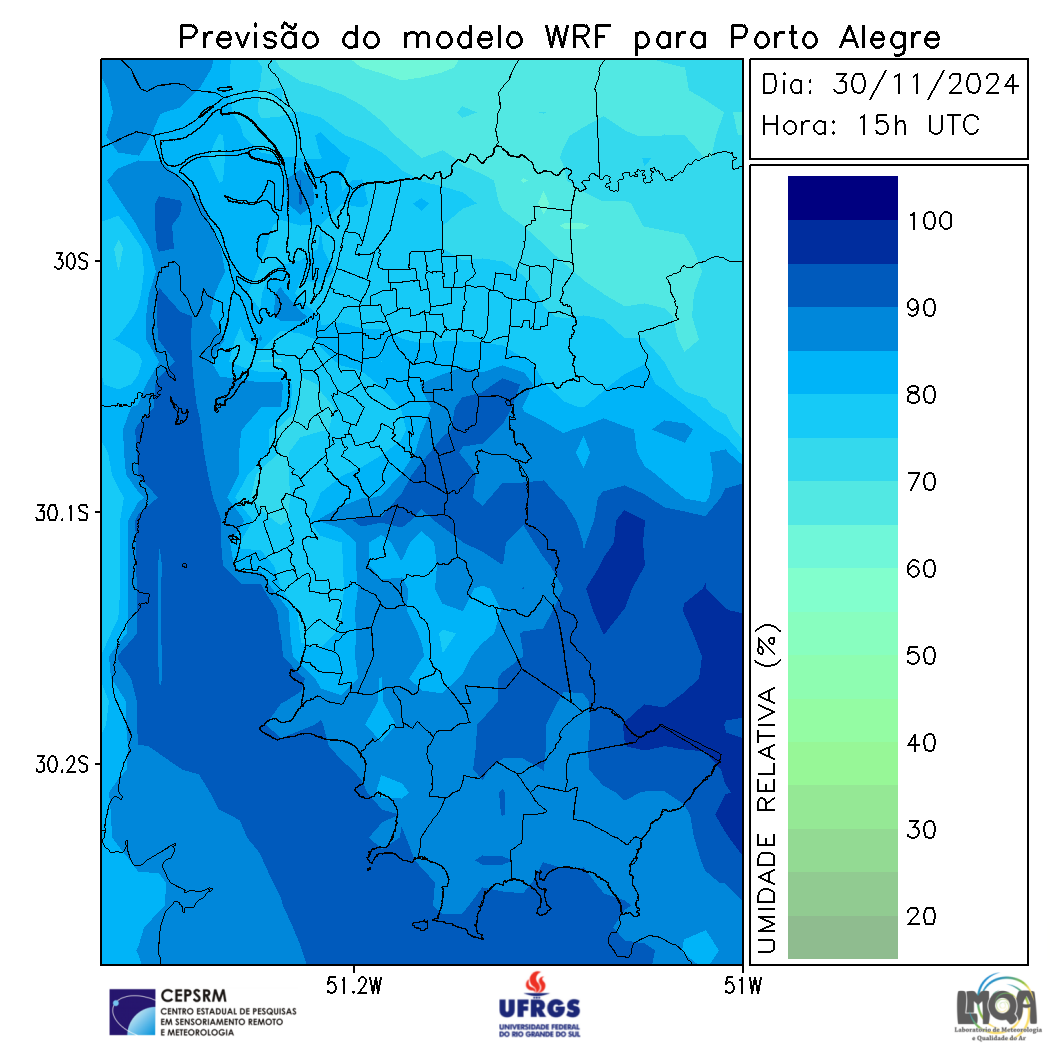 Previsão do modelo WRF para Porto Alegre
Dia: 30/11/2024
Hora: 15h UTC
30S
30.1S
30.2S
51.2W
51W
UMIDADE RELATIVA (%)
100
90
80
70
60
50
40
30
20
CEPSRM
CENTRO ESTADUAL DE PESQUISAS
EM SENSORIAMENTO REMOTO
E METEOROLOGIA
UFRGS
UNIVERSIDADE FEDERAL
DO RIO GRANDE DO SUL
LMQA
Laboratório de Meteorologia
e Qualidade do Ar